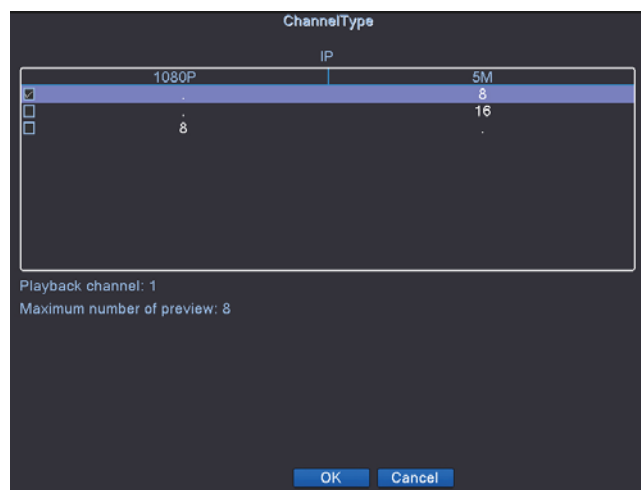 ChannelType
IP
1080P 5M
. 8
. 16
8 .
Playback channel: 1
Maximum number of preview: 8
OK Cancel